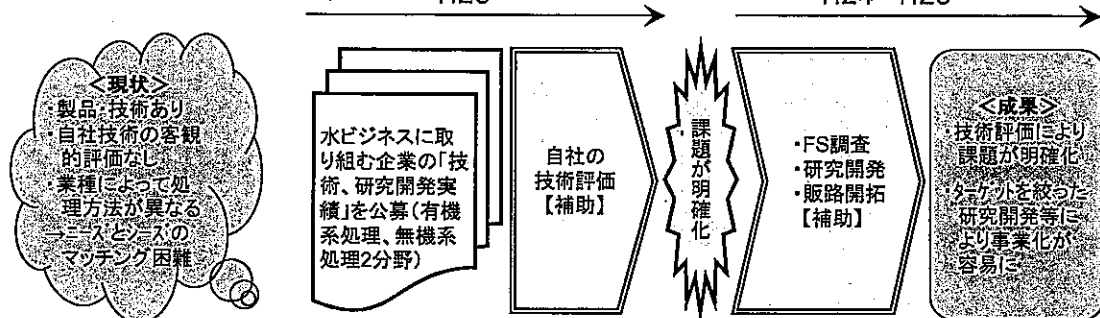 <現状>
・製品・技術あり
・自社技術の客観
的評価なし
・業種によって処
理方法が異なる
→ニーズとシーズの
マッチング困難
水ビジネスに取
り組む企業の「技
術、研究開発実
績」を公募(有機
系処理、無機系
処理2分野)
自社の
技術評価
【補助】
課題が明確化
・FS調査
・研究開発
・販路開拓
【補助】
<成果>
・技術評価により
課題が明確化
・ターゲットを絞った
研究開発等に
より事業化が
容易に